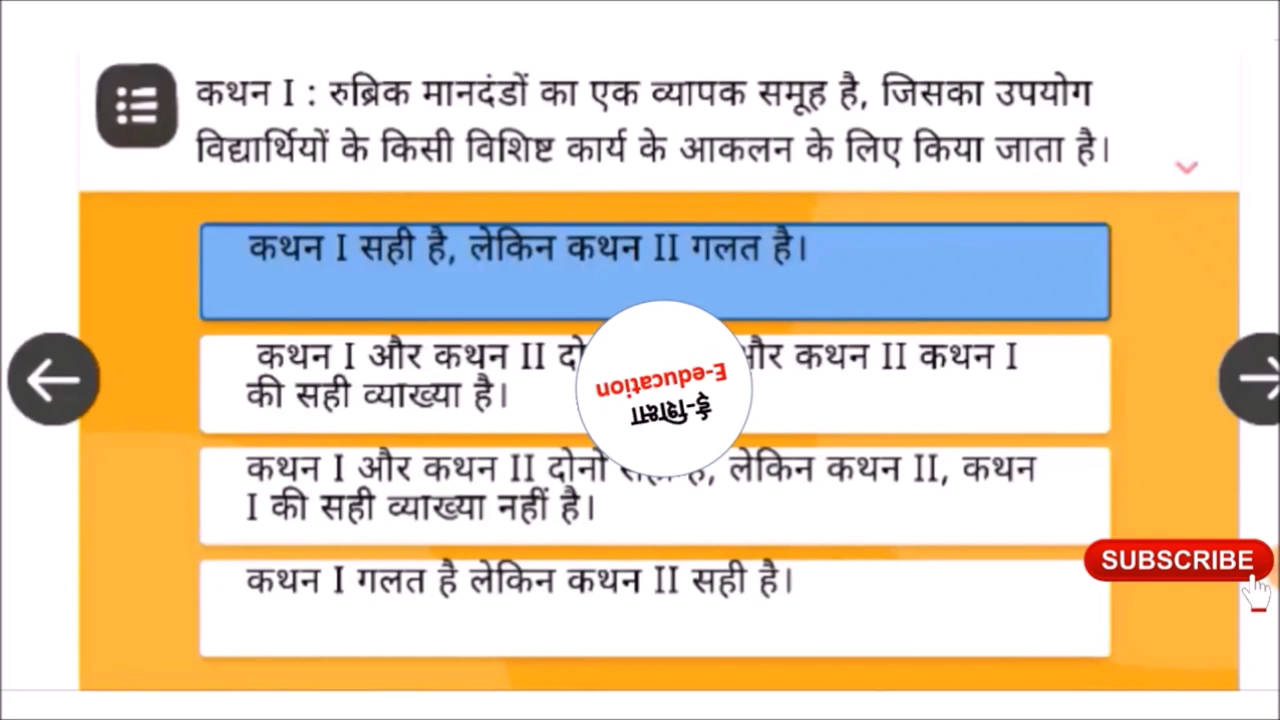 कथन I : रुब्रिक मानदंडों का एक व्यापक समूह है, जिसका उपयोग
विद्यार्थियों के किसी विशिष्ट कार्य के आकलन के लिए किया जाता है।
कथन I सही है, लेकिन कथन II गलत है।
कथन I और कथन II और कथन II कथन I
की सही व्याख्या है।
E-education
ई-शिक्षा
कथन I और कथन II दोनों है, लेकिन कथन II, कथन
I की सही व्याख्या नहीं है।
SUBSCRIBE
कथन I गलत है लेकिन कथन II सही है।